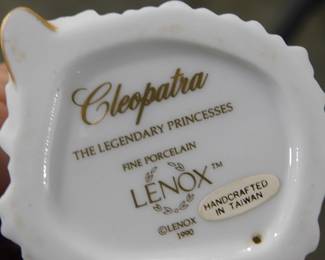 Cleopatra
THE LEGENDARY PRINCESSES
FINE PORCELAIN
LENOX™
HANDCRAFTED
IN TAIWAN
©LENOX
1990